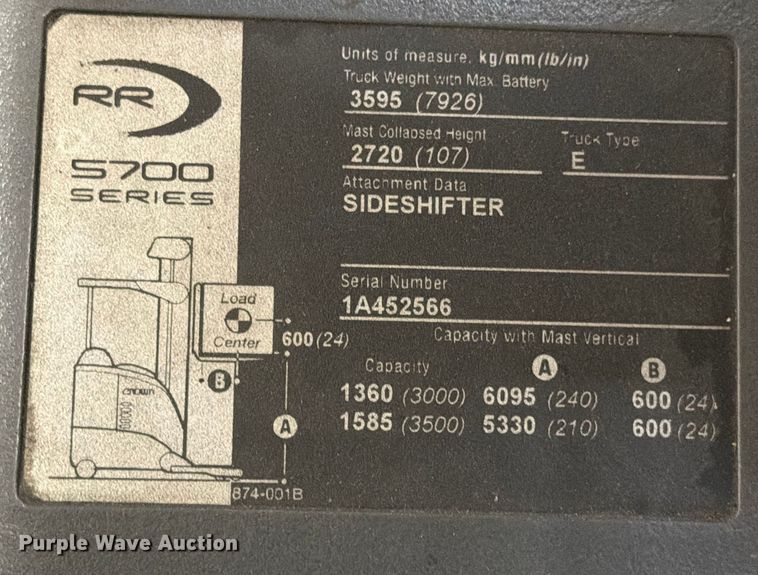 RR
5700
SERIES
Units of measure. kg/mm (lb/in)
Truck Weight with Max. Battery
3595 (7926)
Mast Collapsed Height
2720 (107)
Truck Type
E
Attachment Data
SIDESHIFTER
Serial Number
1A452566
Capacity with Mast Vertical
Capacity A B
1360 (3000) 6095 (240) 600 (24)
1585 (3500) 5330 (210) 600 (24)
Load
Center
600 (24)
B
A
CROWN
874-001B
Purple Wave Auction